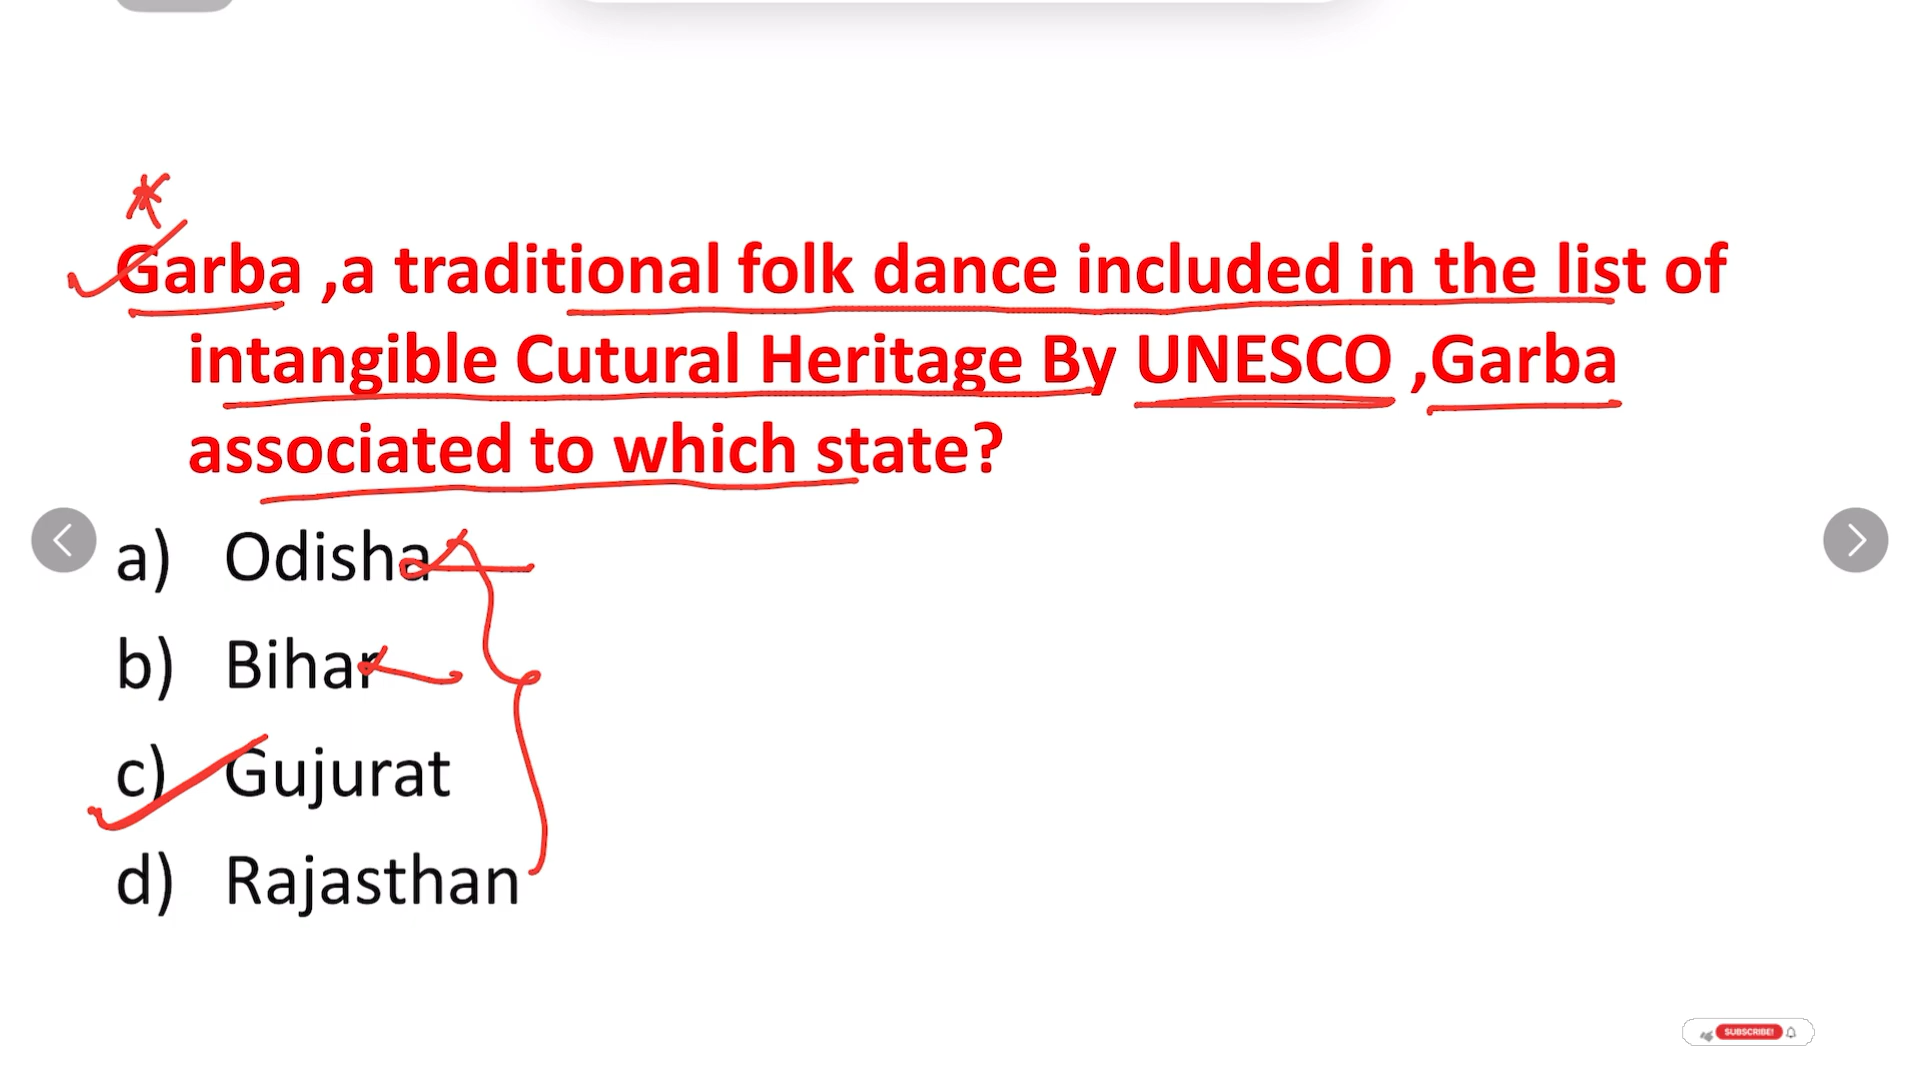 Garba ,a traditional folk dance included in the list of
intangible Cutural Heritage By UNESCO ,Garba
associated to which state?
a) Odisha
b) Bihar
c) Gujurat
d) Rajasthan
SUBSCRIBE!